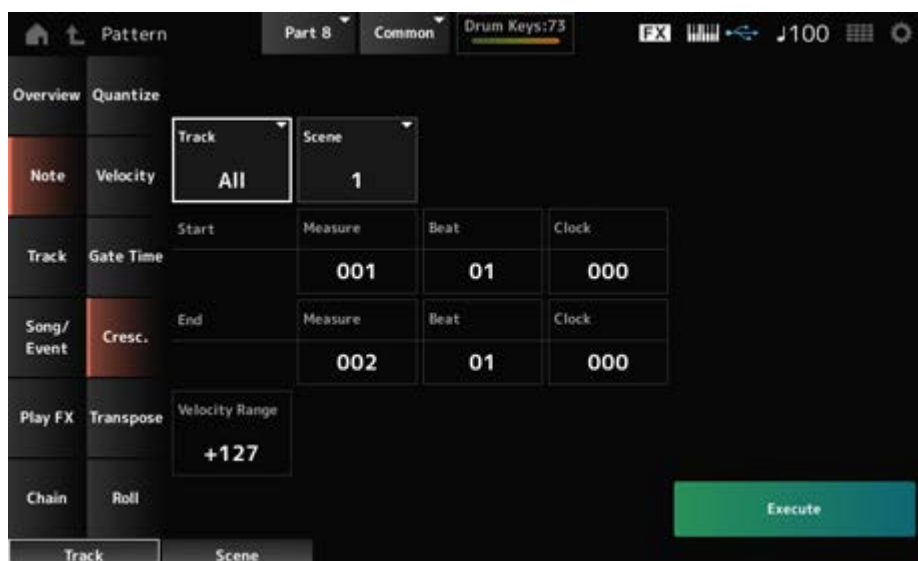 Pattern
Part 8
Common
Drum Keys:73
FX
♩100
Overview
Quantize
Track
All
Scene
1
Note
Velocity
Start
Measure
001
Beat
01
Clock
000
Track
Gate Time
End
Measure
002
Beat
01
Clock
000
Song/
Event
Cresc.
Velocity Range
+127
Play FX
Transpose
Chain
Roll
Execute
Track
Scene